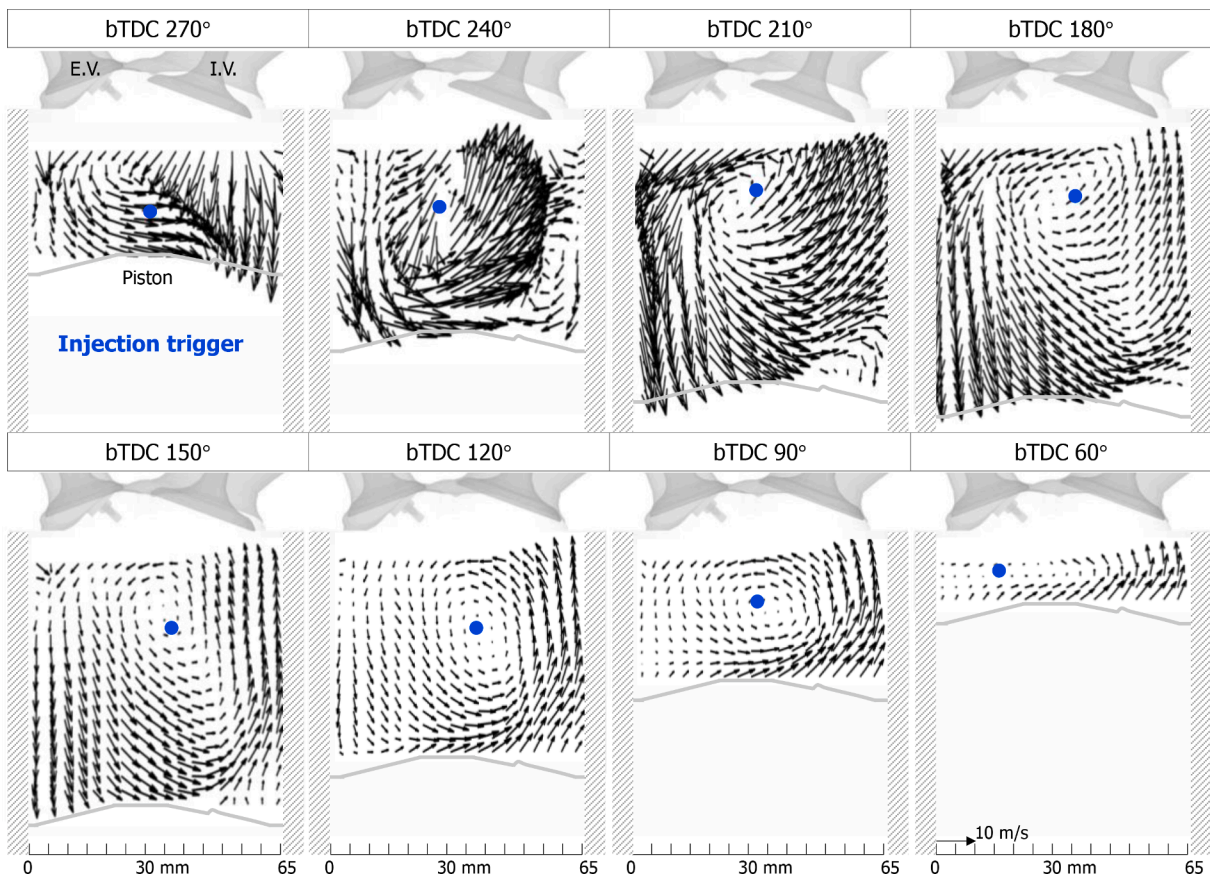 bTDC 270° bTDC 240° bTDC 210° bTDC 180°
E.V. I.V.
Piston
Injection trigger
bTDC 150° bTDC 120° bTDC 90° bTDC 60°
10 m/s
0 30 mm 65 0 30 mm 65 0 30 mm 65 0 30 mm 65